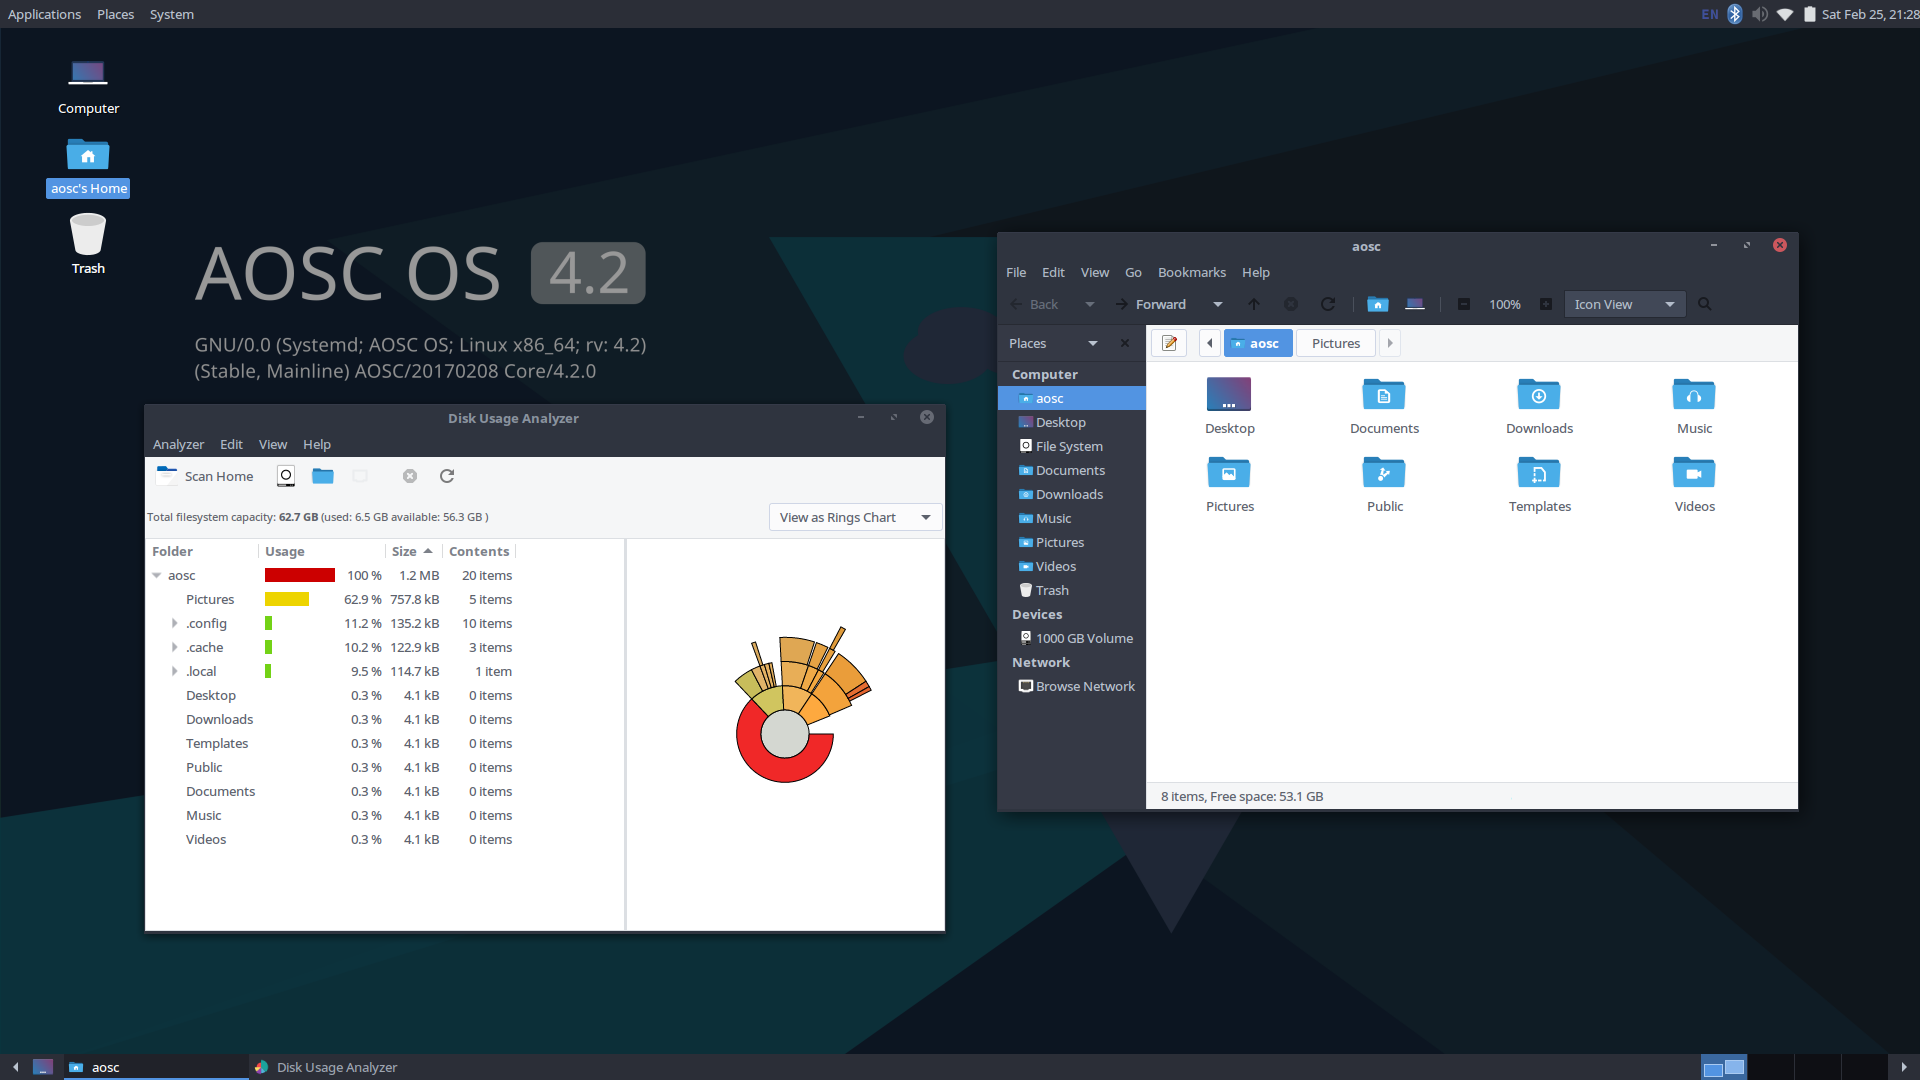 Applications Places System
EN Sat Feb 25, 21:28
Computer
aosc's Home
Trash
AOSC OS 4.2
GNU/0.0 (Systemd; AOSC OS; Linux x86_64; rv: 4.2)
(Stable, Mainline) AOSC/20170208 Core/4.2.0
Disk Usage Analyzer
Analyzer Edit View Help
Scan Home
Total filesystem capacity: 62.7 GB (used: 6.5 GB available: 56.3 GB )
View as Rings Chart
Folder Usage Size Contents
aosc 100 % 1.2 MB 20 items
Pictures 62.9 % 757.8 kB 5 items
.config 11.2 % 135.2 kB 10 items
.cache 10.2 % 122.9 kB 3 items
.local 9.5 % 114.7 kB 1 item
Desktop 0.3 % 4.1 kB 0 items
Downloads 0.3 % 4.1 kB 0 items
Templates 0.3 % 4.1 kB 0 items
Public 0.3 % 4.1 kB 0 items
Documents 0.3 % 4.1 kB 0 items
Music 0.3 % 4.1 kB 0 items
Videos 0.3 % 4.1 kB 0 items
aosc
File Edit View Go Bookmarks Help
Back Forward 100% Icon View
Places
aosc Pictures
Computer
aosc
Desktop
File System
Documents
Downloads
Music
Pictures
Videos
Trash
Devices
1000 GB Volume
Network
Browse Network
Desktop Documents Downloads Music
Pictures Public Templates Videos
8 items, Free space: 53.1 GB
aosc Disk Usage Analyzer